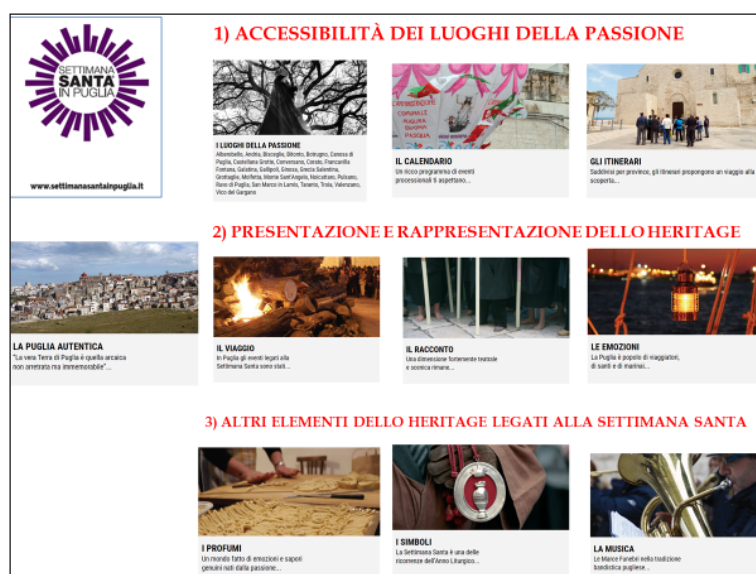 1) ACCESSIBILITÀ DEI LUOGHI DELLA PASSIONE
SETTIMANA
SANTA
IN PUGLIA
www.settimanasantainpuglia.it
I LUOGHI DELLA PASSIONE
Alberobello, Andria, Bisceglie, Bitonto, Botrugno, Canosa di
Puglia, Castellana Grotte, Conversano, Corato, Francavilla
Fontana, Galatina, Gallipoli, Ginosa, Grecìa Salentina,
Grottaglie, Molfetta, Monte Sant'Angelo, Noicattaro, Pulsano,
Ruvo di Puglia, San Marco in Lamis, Taranto, Troia, Valenzano,
Vico del Gargano
L'AMMINISTRAZIONE
COMUNALE
AUGURA
BUONA
PASQUA
IL CALENDARIO
Un ricco programma di eventi
processionali ti aspettano...
GLI ITINERARI
Suddivisi per province, gli itinerari propongono un viaggio alla
scoperta...
2) PRESENTAZIONE E RAPPRESENTAZIONE DELLO HERITAGE
LA PUGLIA AUTENTICA
"La vera Terra di Puglia è quella arcaica
non arretrata ma immemorabile"...
IL VIAGGIO
In Puglia gli eventi legati alla
Settimana Santa sono stati...
IL RACCONTO
Una dimensione fortemente teatrale
e scenica rimane...
LE EMOZIONI
La Puglia è popolo di viaggiatori,
di santi e di marinai...
3) ALTRI ELEMENTI DELLO HERITAGE LEGATI ALLA SETTIMANA SANTA
I PROFUMI
Un mondo fatto di emozioni e sapori
genuini nati dalla passione...
I SIMBOLI
La Settimana Santa è una delle
ricorrenze dell'Anno Liturgico...
LA MUSICA
Le Marce Funebri nella tradizione
bandistica pugliese...